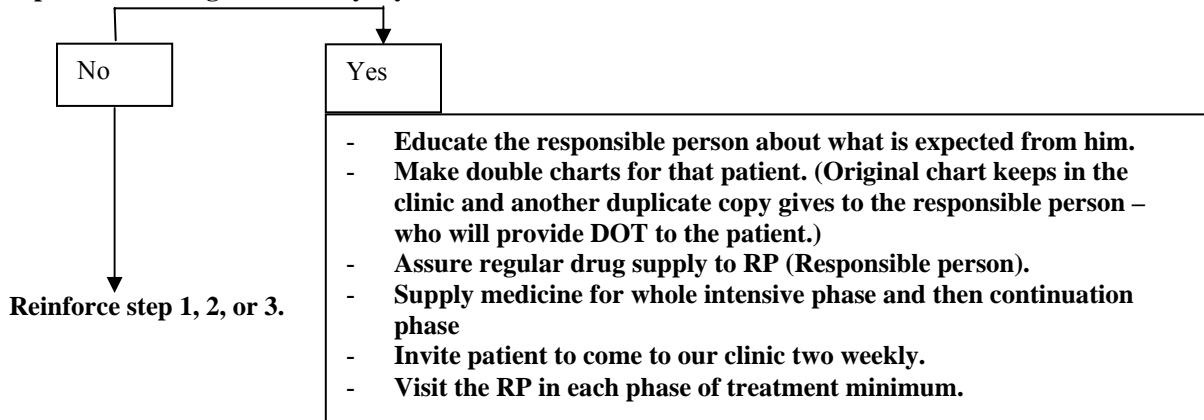 No
Yes
- Educate the responsible person about what is expected from him.
- Make double charts for that patient. (Original chart keeps in the
clinic and another duplicate copy gives to the responsible person –
who will provide DOT to the patient.)
- Assure regular drug supply to RP (Responsible person).
- Supply medicine for whole intensive phase and then continuation
phase
- Invite patient to come to our clinic two weekly.
- Visit the RP in each phase of treatment minimum.
Reinforce step 1, 2, or 3.